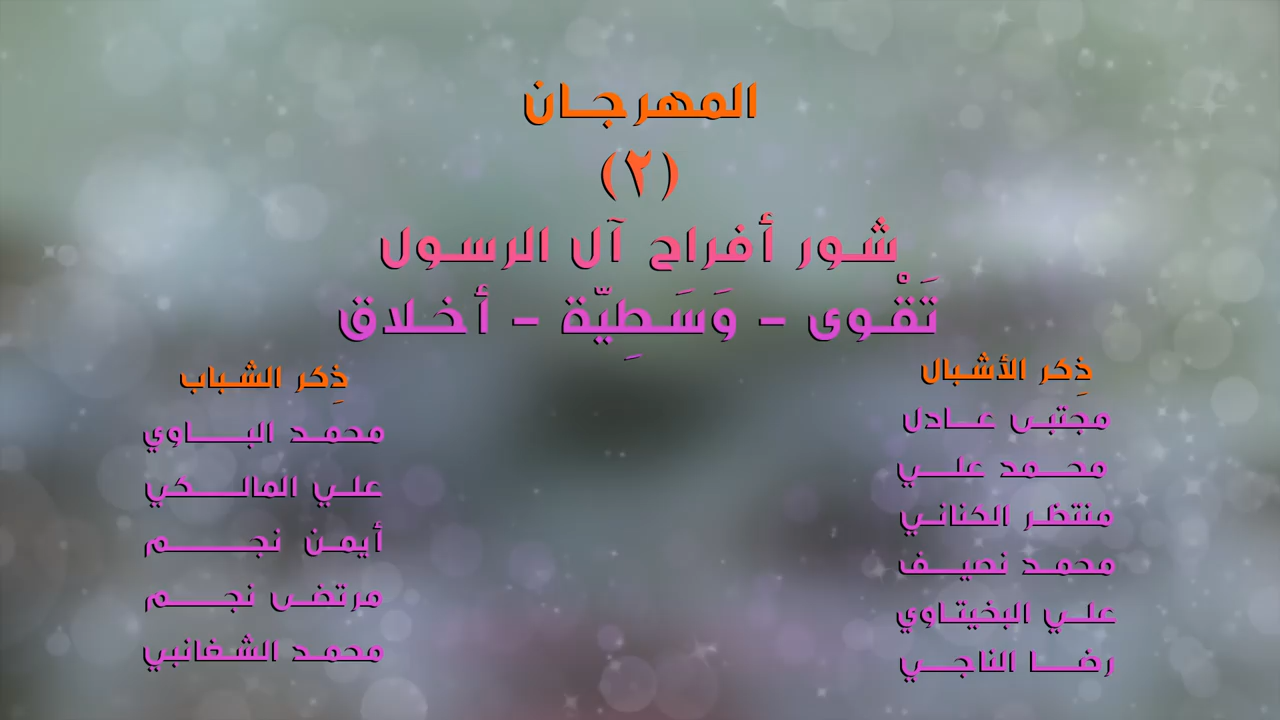 المهرجان
(٢)
شور أفراح آل الرسول
تَقْوى - وَسَطِيّة - أخلاق
ذِكر الأشبال
مجتبى عادل
محمد علي
منتظر الكناني
محمد نصيف
علي البخيتاوي
رضا الناجي
ذِكر الشباب
محمد الباوي
علي المالكي
أيمن نجم
مرتضى نجم
محمد الشغانبي